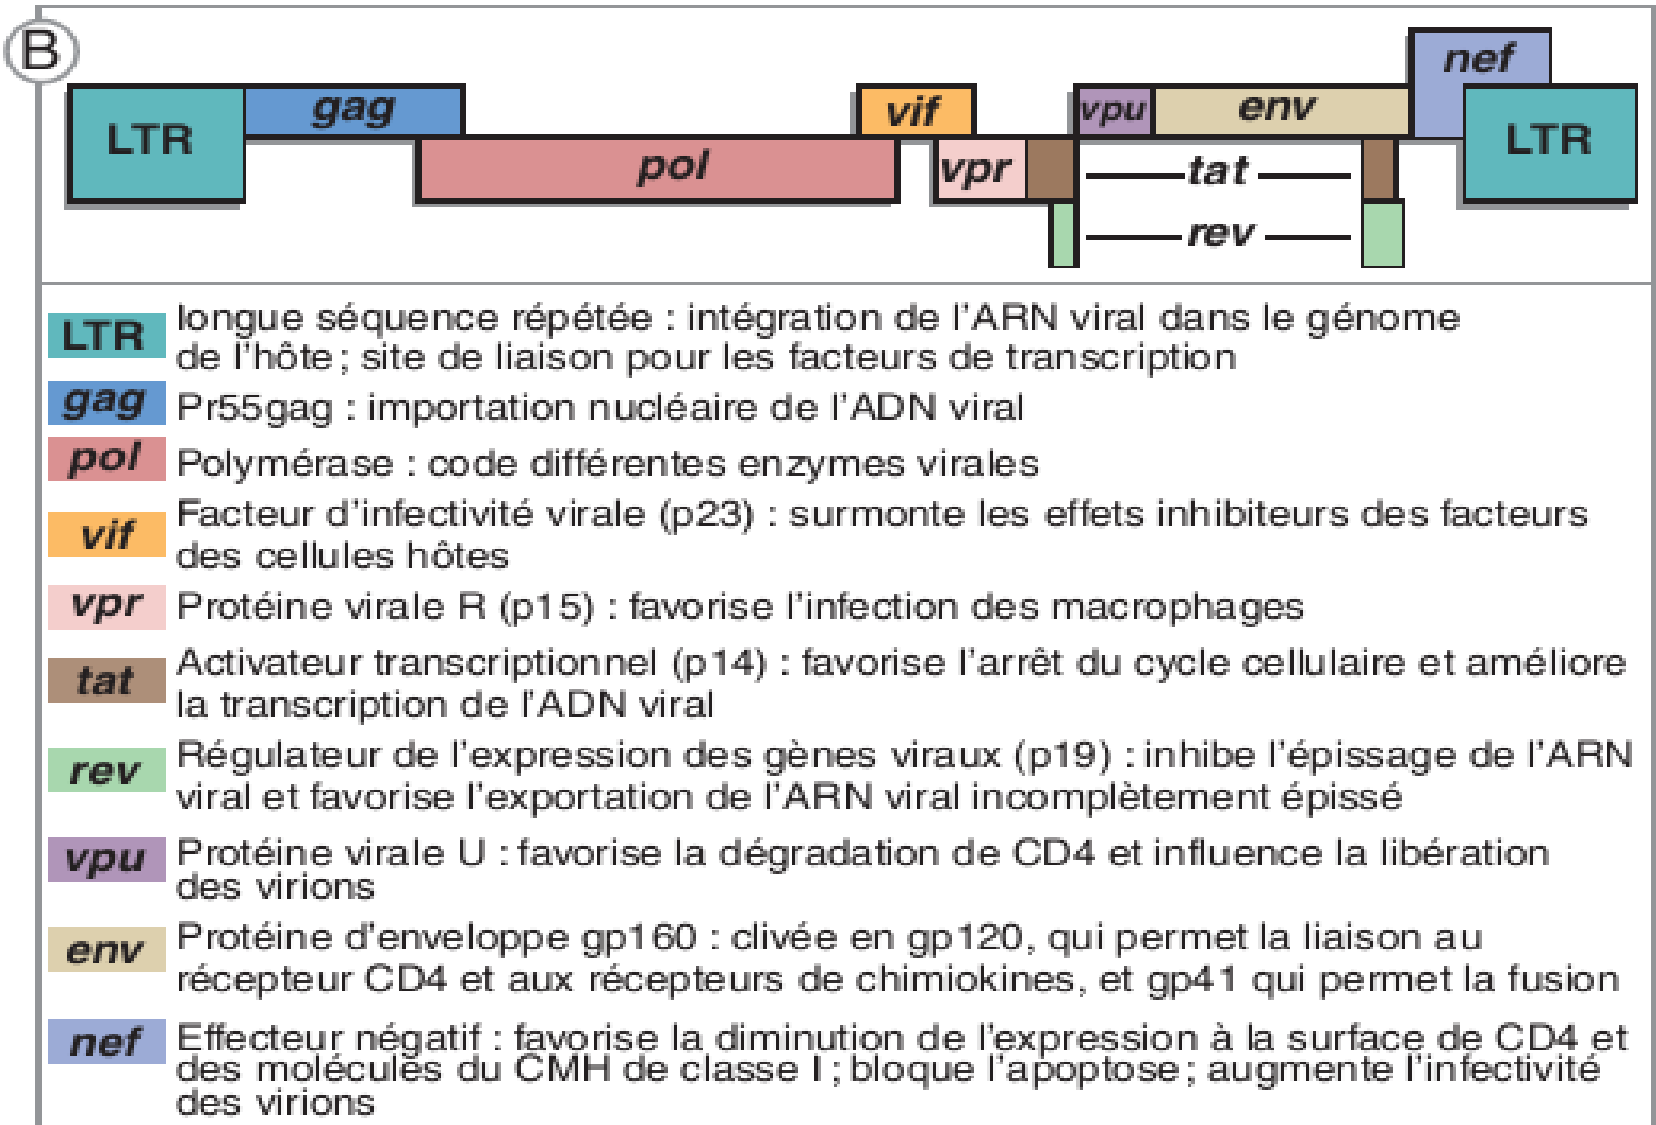 B
nef
LTR
gag
vif
vpu
env
LTR
pol
vpr
tat
rev
LTR
longue séquence répétée : intégration de l'ARN viral dans le génome
de l'hôte ; site de liaison pour les facteurs de transcription
gag
Pr55gag : importation nucléaire de l'ADN viral
pol
Polymérase : code différentes enzymes virales
vif
Facteur d'infectivité virale (p23) : surmonte les effets inhibiteurs des facteurs
des cellules hôtes
vpr
Protéine virale R (p15) : favorise l'infection des macrophages
tat
Activateur transcriptionnel (p14) : favorise l'arrêt du cycle cellulaire et améliore
la transcription de l'ADN viral
rev
Régulateur de l'expression des gènes viraux (p19) : inhibe l'épissage de l'ARN
viral et favorise l'exportation de l'ARN viral incomplètement épissé
vpu
Protéine virale U : favorise la dégradation de CD4 et influence la libération
des virions
env
Protéine d'enveloppe gp160 : clivée en gp120, qui permet la liaison au
récepteur CD4 et aux récepteurs de chimiokines, et gp41 qui permet la fusion
nef
Effecteur négatif : favorise la diminution de l'expression à la surface de CD4 et
des molécules du CMH de classe I ; bloque l'apoptose ; augmente l'infectivité
des virions